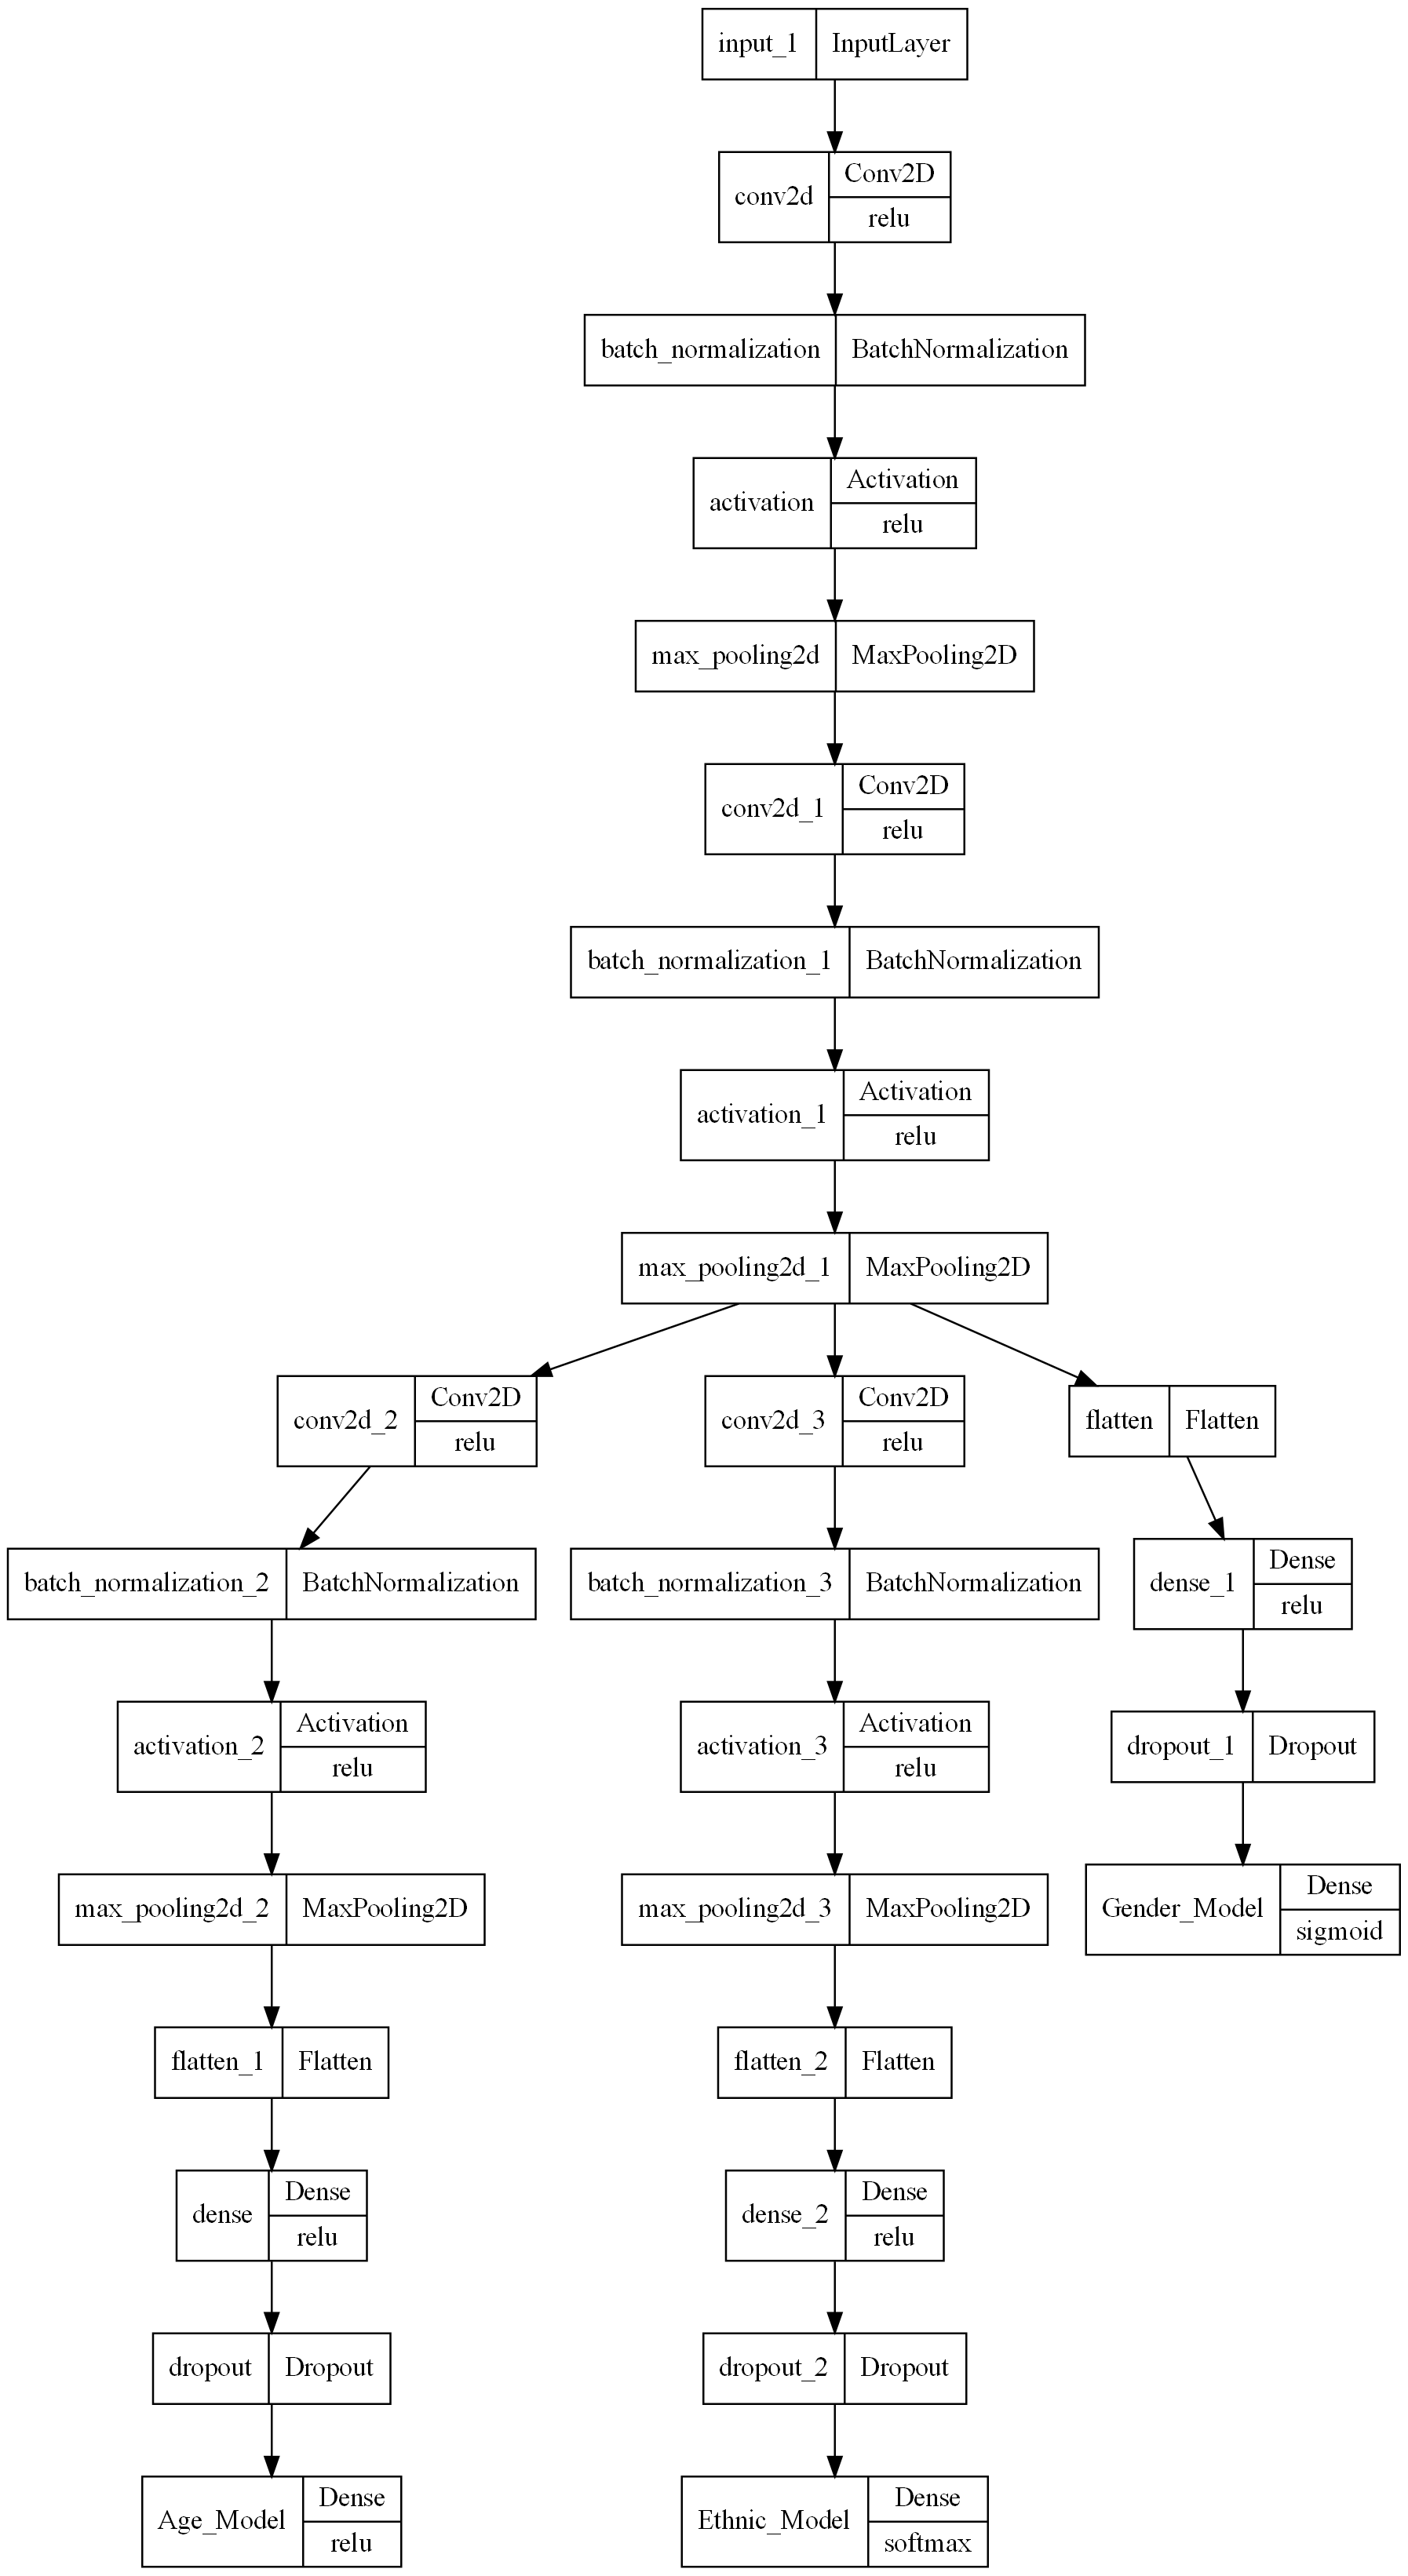 input_1 InputLayer
conv2d Conv2D relu
batch_normalization BatchNormalization
activation Activation relu
max_pooling2d MaxPooling2D
conv2d_1 Conv2D relu
batch_normalization_1 BatchNormalization
activation_1 Activation relu
max_pooling2d_1 MaxPooling2D
conv2d_2 Conv2D relu
conv2d_3 Conv2D relu
flatten Flatten
batch_normalization_2 BatchNormalization
batch_normalization_3 BatchNormalization
dense_1 Dense relu
activation_2 Activation relu
activation_3 Activation relu
dropout_1 Dropout
max_pooling2d_2 MaxPooling2D
max_pooling2d_3 MaxPooling2D
Gender_Model Dense sigmoid
flatten_1 Flatten
flatten_2 Flatten
dense Dense relu
dense_2 Dense relu
dropout Dropout
dropout_2 Dropout
Age_Model Dense relu
Ethnic_Model Dense softmax